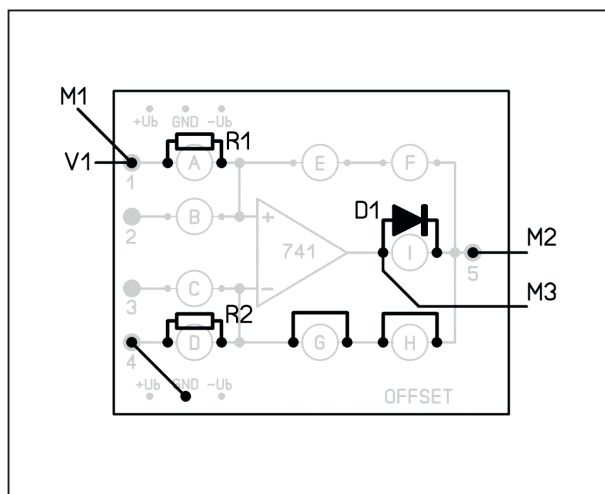 M1
+Ub GND -Ub
R1
V1
1
A
E
F
D1
M2
2
B
+
741
I
5
M3
3
C
−
R2
4
D
G
H
+Ub GND -Ub
OFFSET